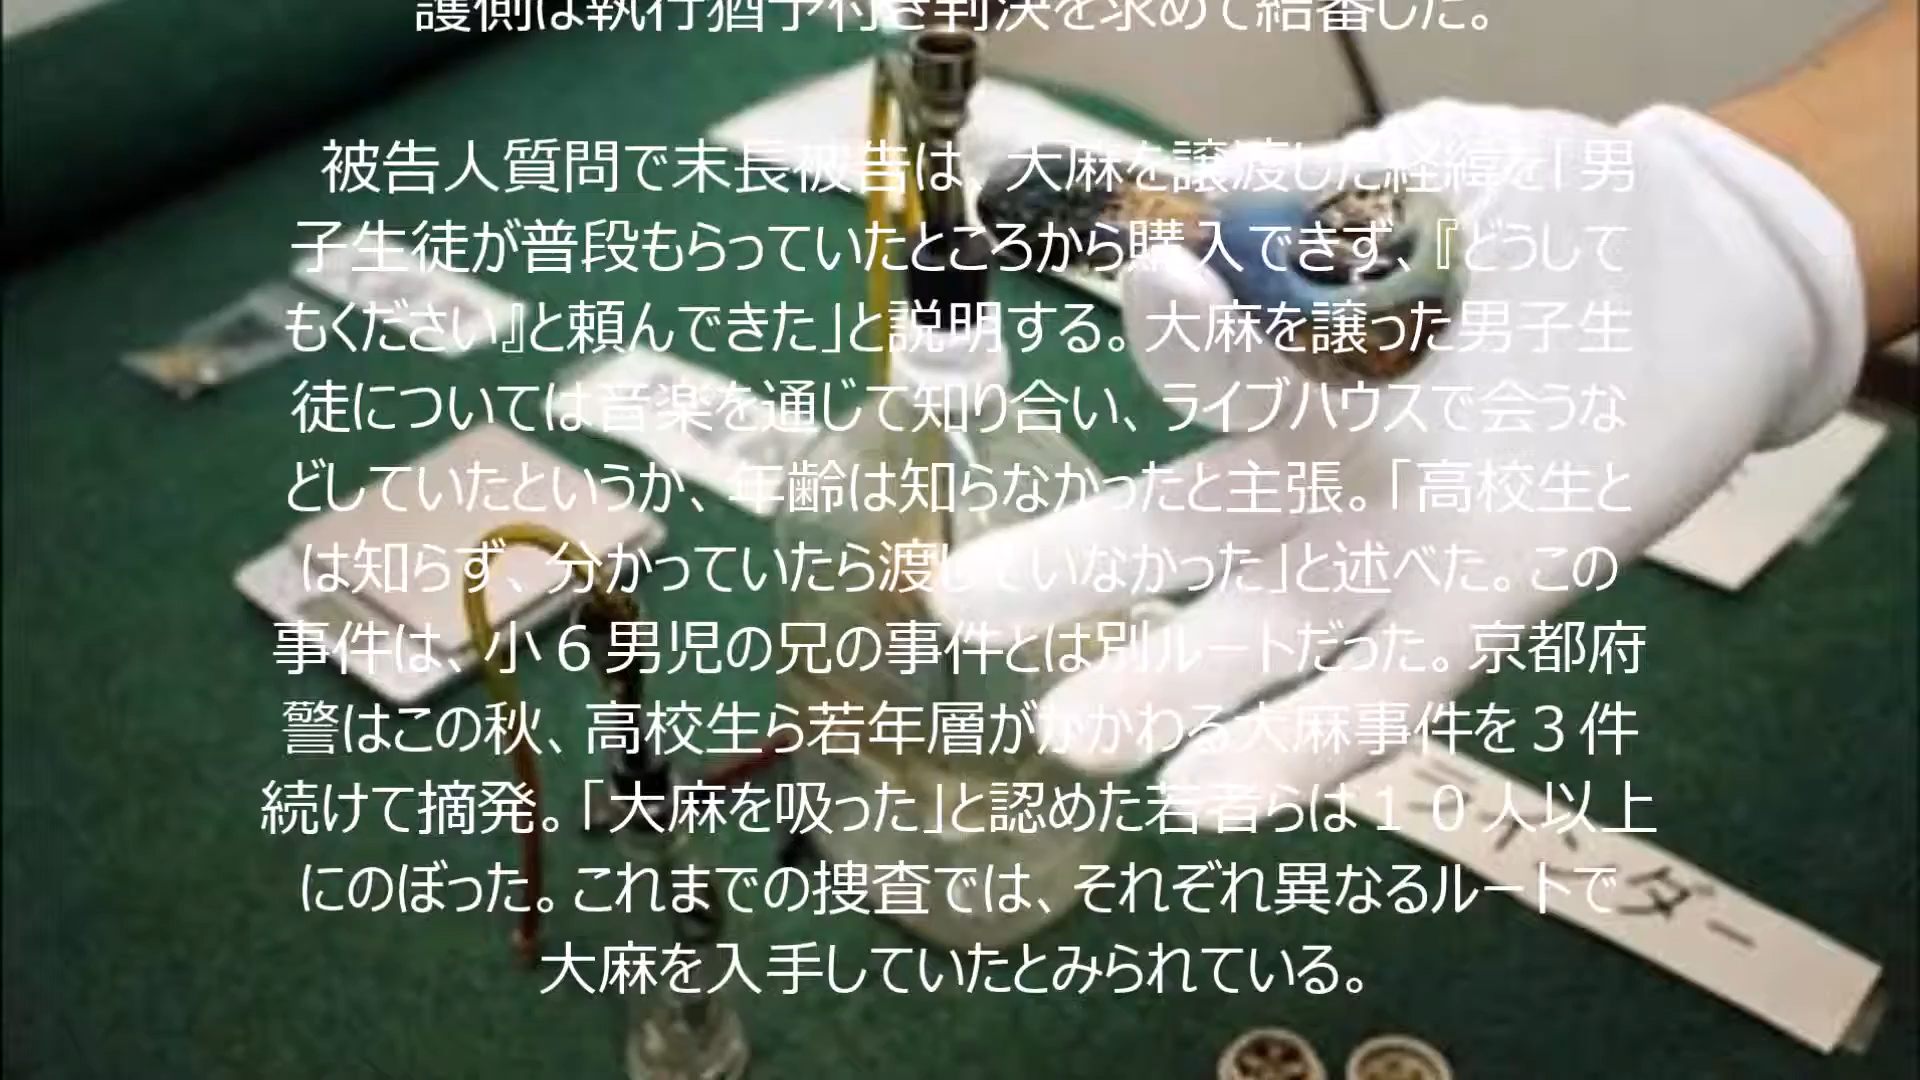 護側は執行猶予付き判決を求めて結審した。
被告人質問で末長被告は、大麻を譲渡した経緯を「男
子生徒が普段もらっていたところから購入できず、『どうして
もください』と頼んできた」と説明する。大麻を譲った男子生
徒については音楽を通じて知り合い、ライブハウスで会うな
どしていたというが、年齢は知らなかったと主張。「高校生と
は知らず、分かっていたら渡していなかった」と述べた。この
事件は、小６男児の兄の事件とは別ルートだった。京都府
警はこの秋、高校生ら若年層がかかわる大麻事件を３件
続けて摘発。「大麻を吸った」と認めた若者らは１０人以上
にのぼった。これまでの捜査では、それぞれ異なるルートで
大麻を入手していたとみられている。